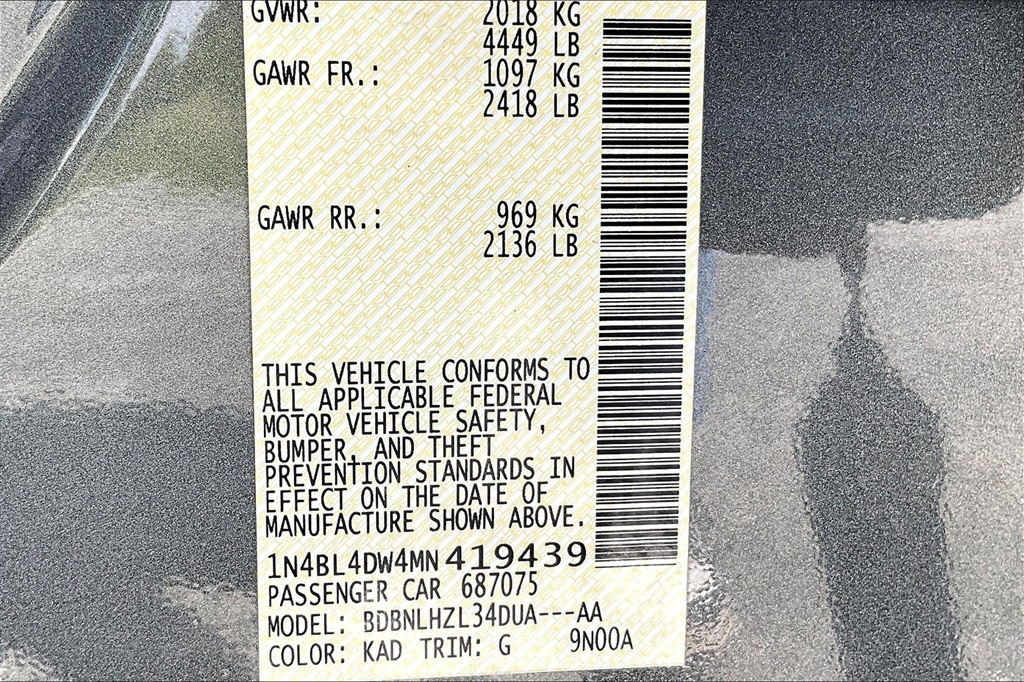 GVWR: 2018 KG
4449 LB
GAWR FR.: 1097 KG
2418 LB
GAWR RR.: 969 KG
2136 LB
THIS VEHICLE CONFORMS TO
ALL APPLICABLE FEDERAL
MOTOR VEHICLE SAFETY,
BUMPER, AND THEFT
PREVENTION STANDARDS IN
EFFECT ON THE DATE OF
MANUFACTURE SHOWN ABOVE.
1N4BL4DW4MN419439
PASSENGER CAR 687075
MODEL: BDBNLHZL34DUA---AA
COLOR: KAD TRIM: G 9N00A